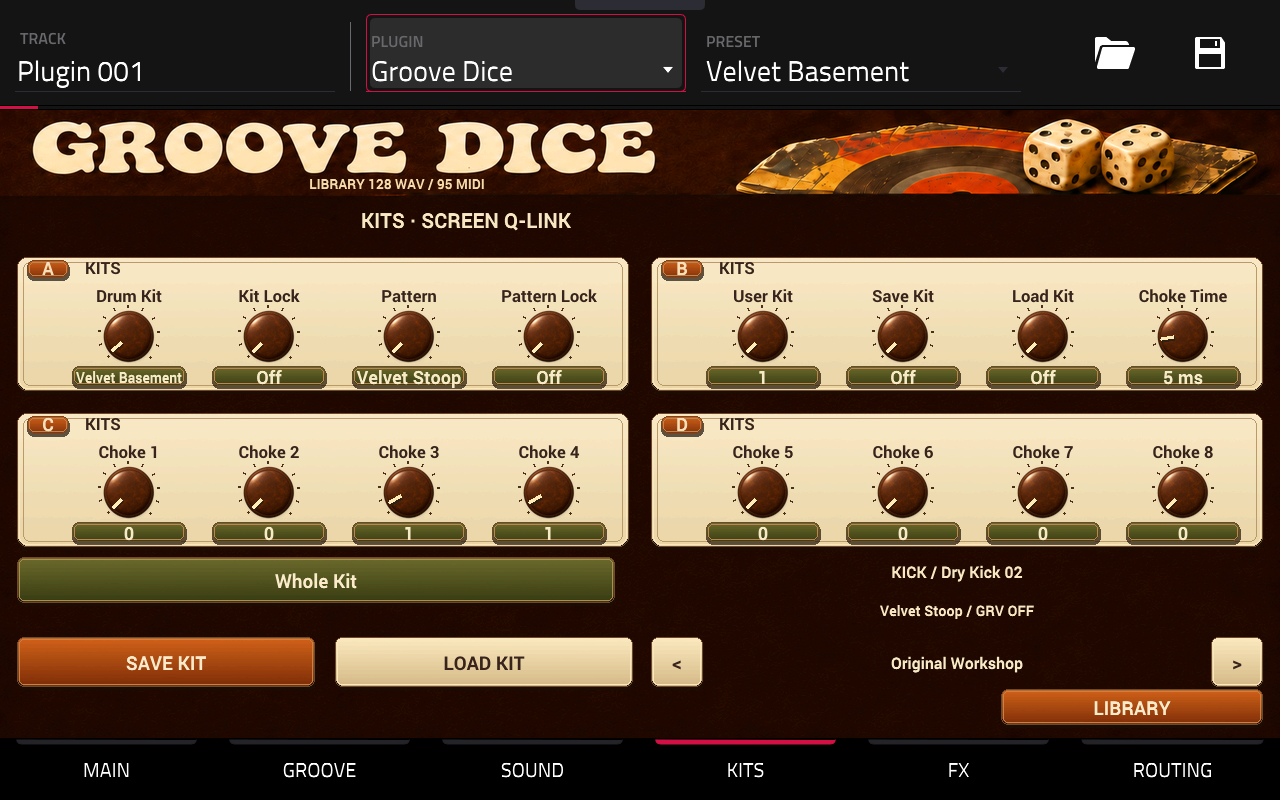 TRACK
Plugin 001
PLUGIN
Groove Dice
PRESET
Velvet Basement
GROOVE DICE
LIBRARY 128 WAV / 95 MIDI
KITS · SCREEN Q-LINK
A KITS
Drum Kit Kit Lock Pattern Pattern Lock
Velvet Basement Off Velvet Stoop Off
B KITS
User Kit Save Kit Load Kit Choke Time
1 Off Off 5 ms
C KITS
Choke 1 Choke 2 Choke 3 Choke 4
0 0 1 1
D KITS
Choke 5 Choke 6 Choke 7 Choke 8
0 0 0 0
Whole Kit
KICK / Dry Kick 02
Velvet Stoop / GRV OFF
SAVE KIT LOAD KIT < Original Workshop >
LIBRARY
MAIN GROOVE SOUND KITS FX ROUTING